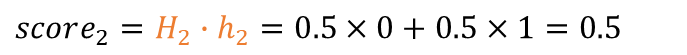 score₂ = H₂ · h₂ = 0.5 × 0 + 0.5 × 1 = 0.5